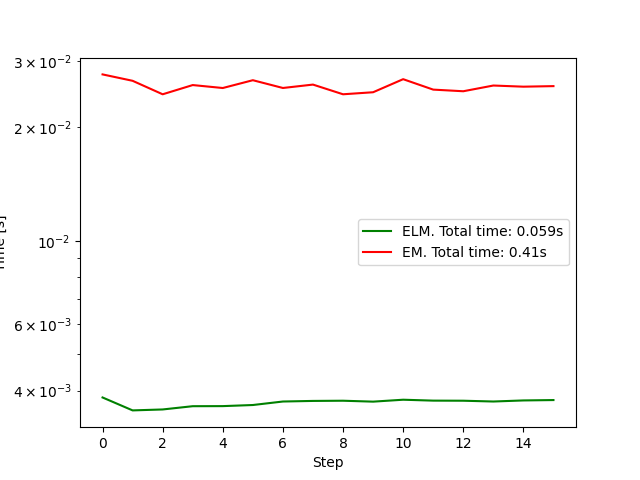 3 × 10⁻²
2 × 10⁻²
10⁻²
6 × 10⁻³
4 × 10⁻³
ELM. Total time: 0.059s
EM. Total time: 0.41s
0 2 4 6 8 10 12 14
Step